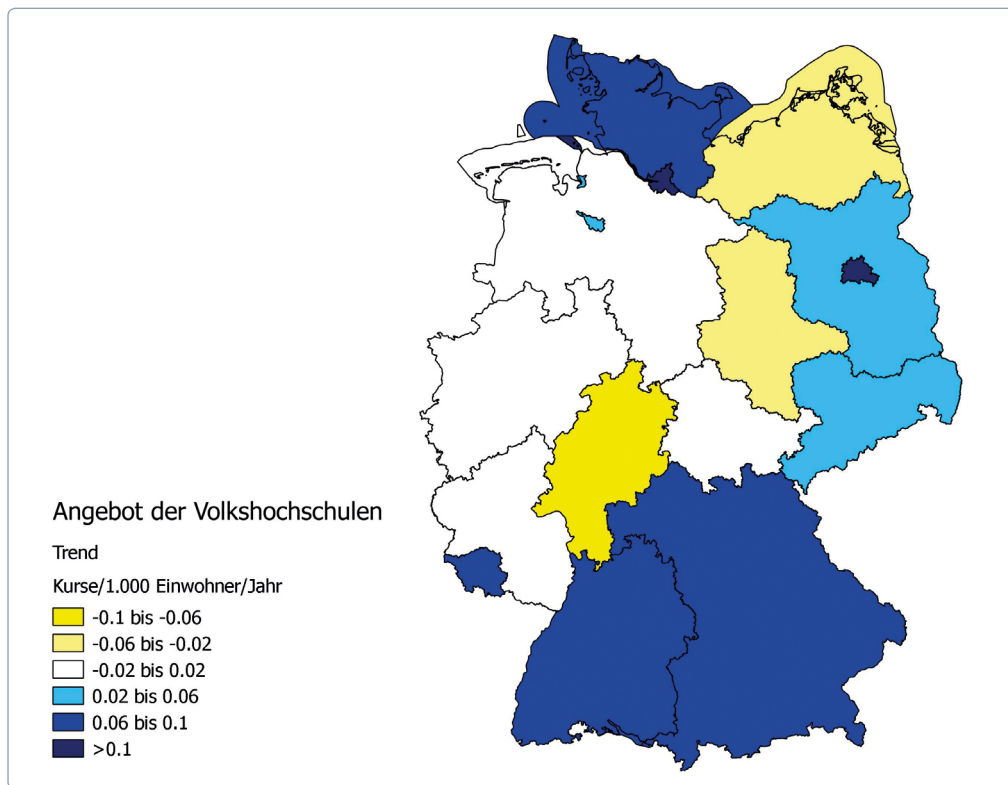 Angebot der Volkshochschulen
Trend
Kurse/1.000 Einwohner/Jahr
-0.1 bis -0.06
-0.06 bis -0.02
-0.02 bis 0.02
0.02 bis 0.06
0.06 bis 0.1
>0.1